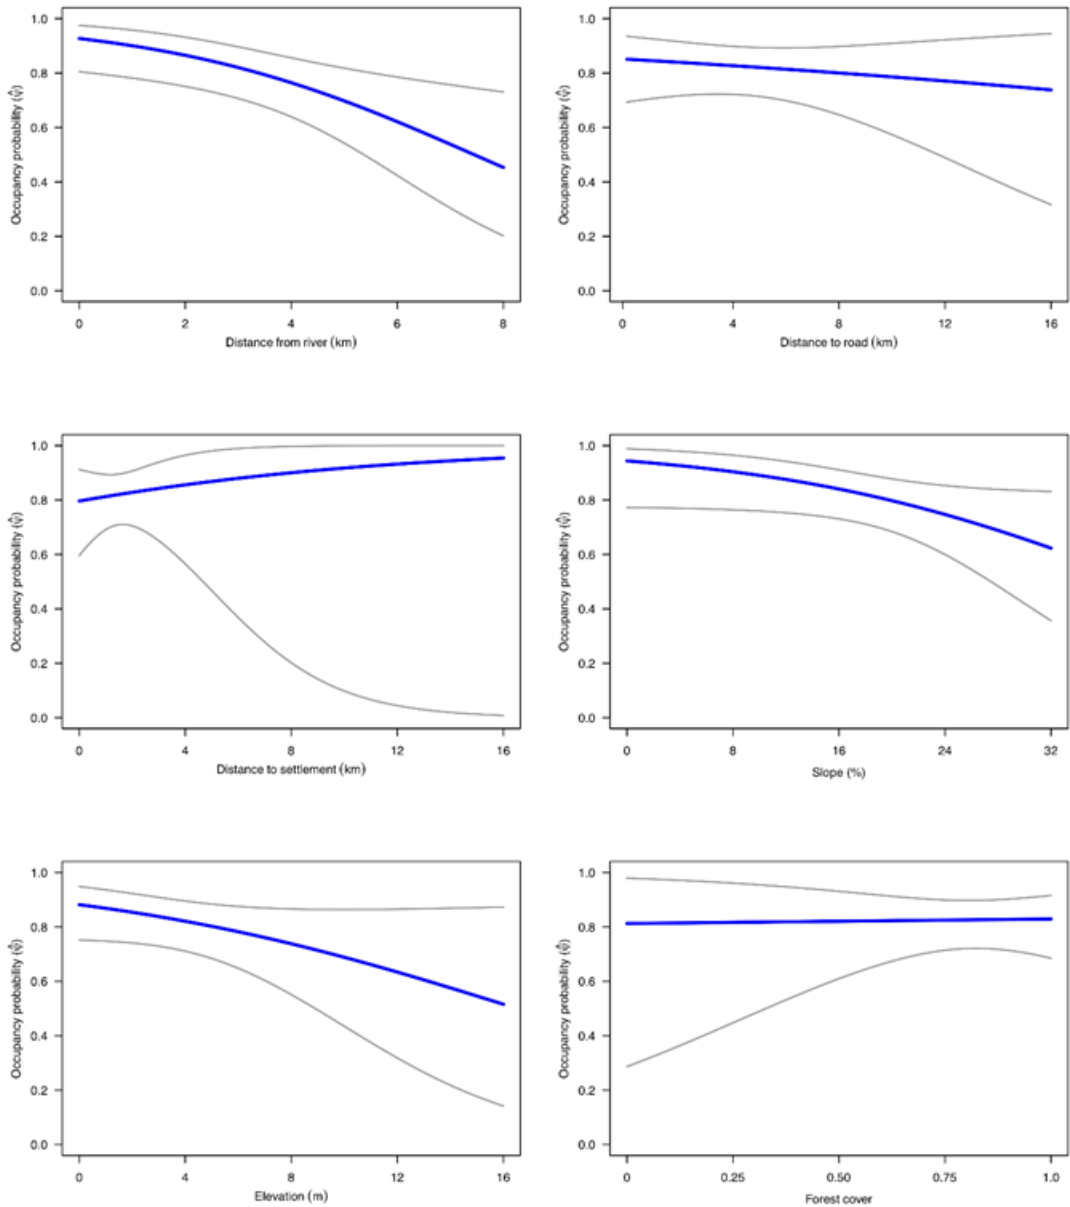 1.0
0.8
0.6
0.4
0.2
0.0
Occupancy probability (ψ̂)
0 2 4 6 8
Distance from river (km)
1.0
0.8
0.6
0.4
0.2
0.0
Occupancy probability (ψ̂)
0 4 8 12 16
Distance to road (km)
1.0
0.8
0.6
0.4
0.2
0.0
Occupancy probability (ψ̂)
0 4 8 12 16
Distance to settlement (km)
1.0
0.8
0.6
0.4
0.2
0.0
Occupancy probability (ψ̂)
0 8 16 24 32
Slope (%)
1.0
0.8
0.6
0.4
0.2
0.0
Occupancy probability (ψ̂)
0 4 8 12 16
Elevation (m)
1.0
0.8
0.6
0.4
0.2
0.0
Occupancy probability (ψ̂)
0 0.25 0.50 0.75 1.0
Forest cover